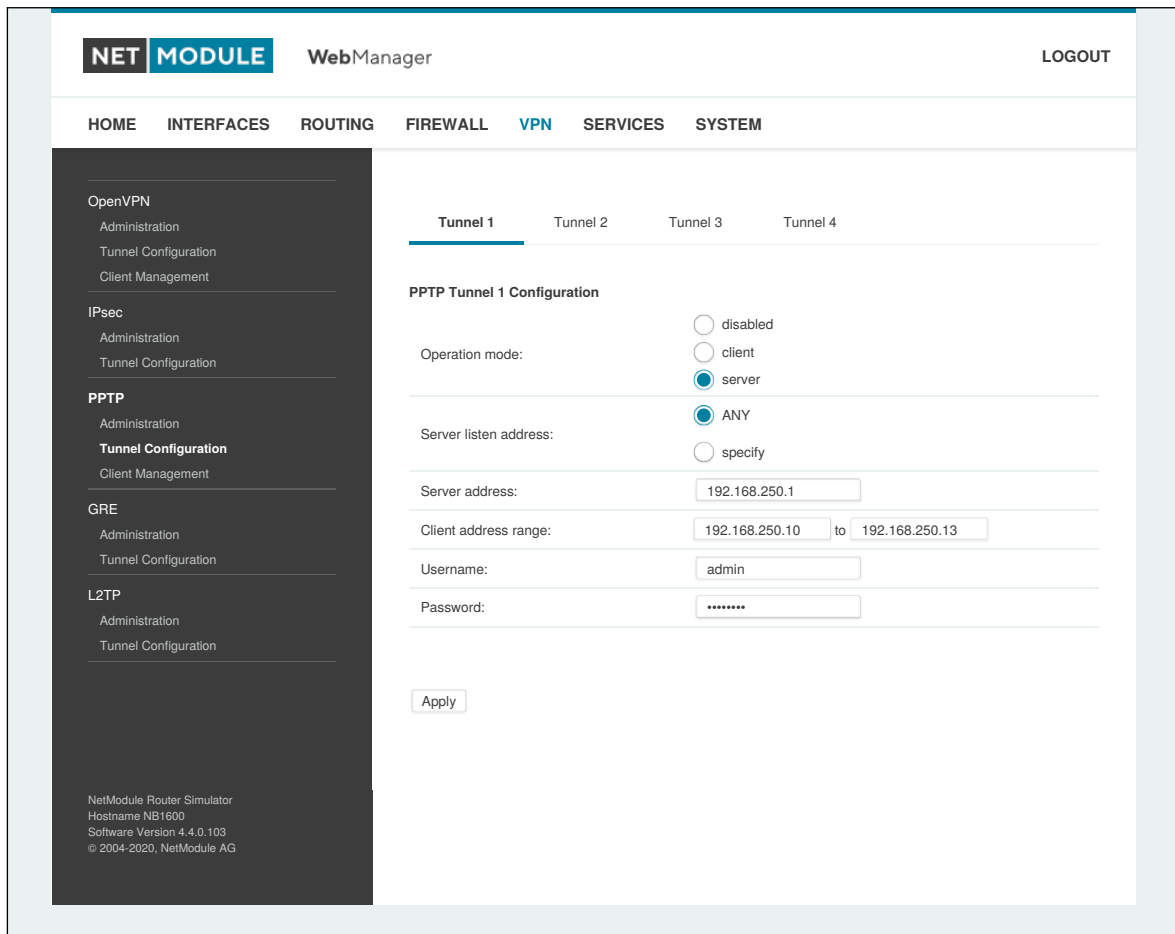 NET MODULE WebManager LOGOUT
HOME INTERFACES ROUTING FIREWALL VPN SERVICES SYSTEM
OpenVPN
Administration
Tunnel Configuration
Client Management
IPsec
Administration
Tunnel Configuration
PPTP
Administration
Tunnel Configuration
Client Management
GRE
Administration
Tunnel Configuration
L2TP
Administration
Tunnel Configuration
NetModule Router Simulator
Hostname NB1600
Software Version 4.4.0.103
© 2004-2020, NetModule AG
Tunnel 1 Tunnel 2 Tunnel 3 Tunnel 4
PPTP Tunnel 1 Configuration
Operation mode:
disabled
client
server
Server listen address:
ANY
specify
Server address: 192.168.250.1
Client address range: 192.168.250.10 to 192.168.250.13
Username: admin
Password: ••••••••
Apply